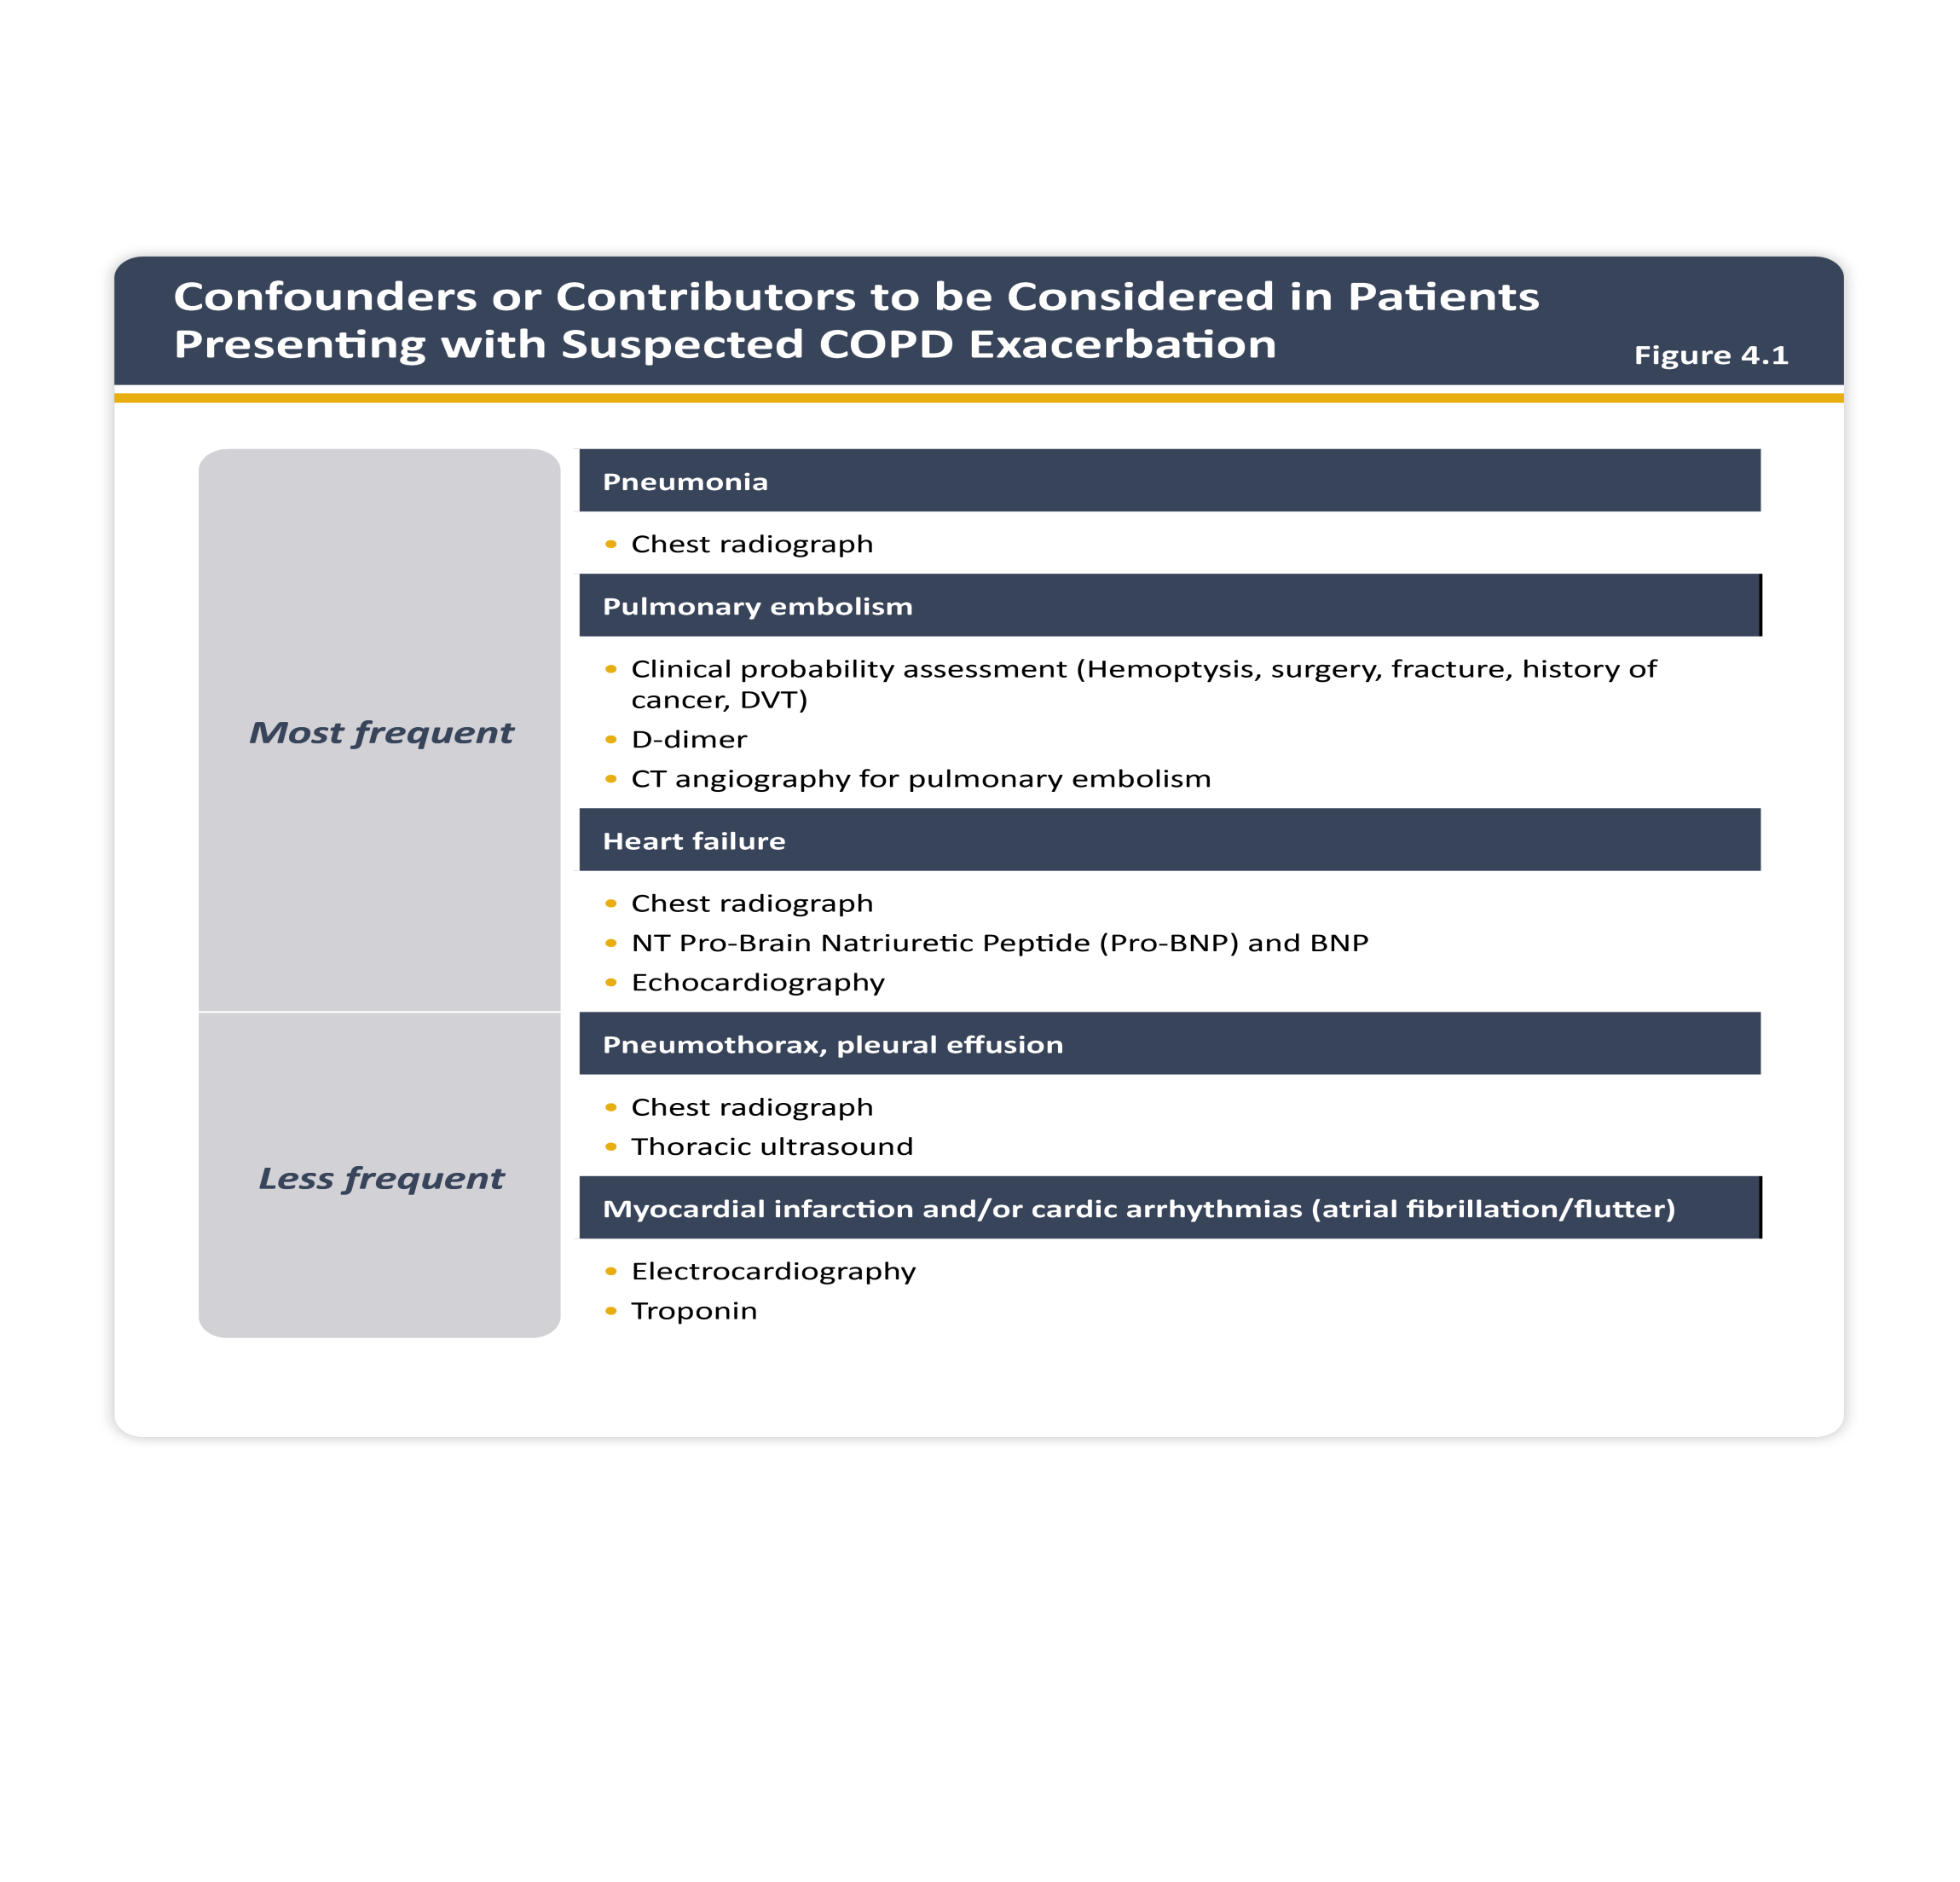 Confounders or Contributors to be Considered in Patients
Presenting with Suspected COPD Exacerbation
Figure 4.1
Most frequent
Pneumonia
• Chest radiograph
Pulmonary embolism
• Clinical probability assessment (Hemoptysis, surgery, fracture, history of
cancer, DVT)
• D-dimer
• CT angiography for pulmonary embolism
Heart failure
• Chest radiograph
• NT Pro-Brain Natriuretic Peptide (Pro-BNP) and BNP
• Echocardiography
Less frequent
Pneumothorax, pleural effusion
• Chest radiograph
• Thoracic ultrasound
Myocardial infarction and/or cardic arrhythmias (atrial fibrillation/flutter)
• Electrocardiography
• Troponin